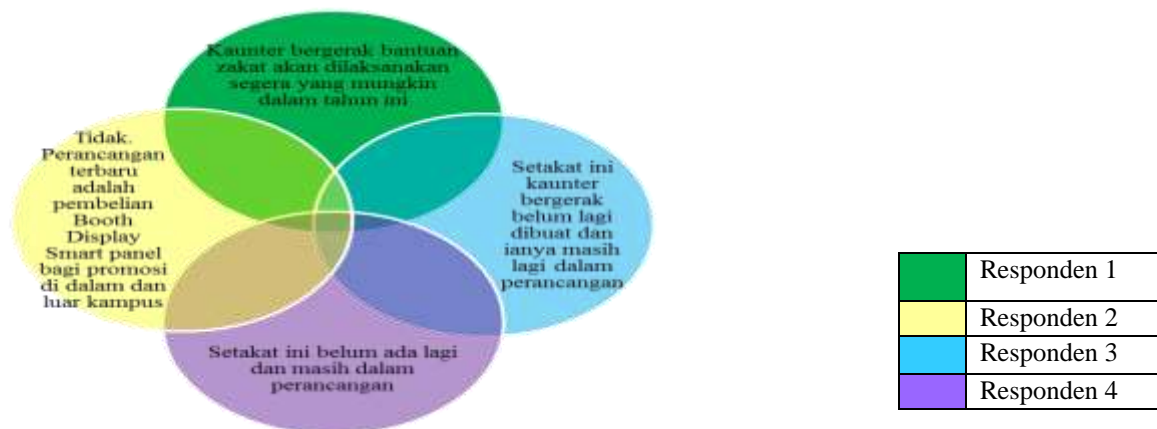 Kaunter bergerak bantuan
zakat akan dilaksanakan
segera yang mungkin
dalam tahun ini
Tidak.
Perancangan
terbaru
adalah
pembelian
Booth
Display
Smart panel
bagi promosi
di dalam dan
luar kampus
Setakat ini
kaunter
bergerak
belum lagi
dibuat dan
ianya masih
lagi dalam
perancangan
Setakat ini belum ada lagi
dan masih dalam
perancangan
Responden 1
Responden 2
Responden 3
Responden 4